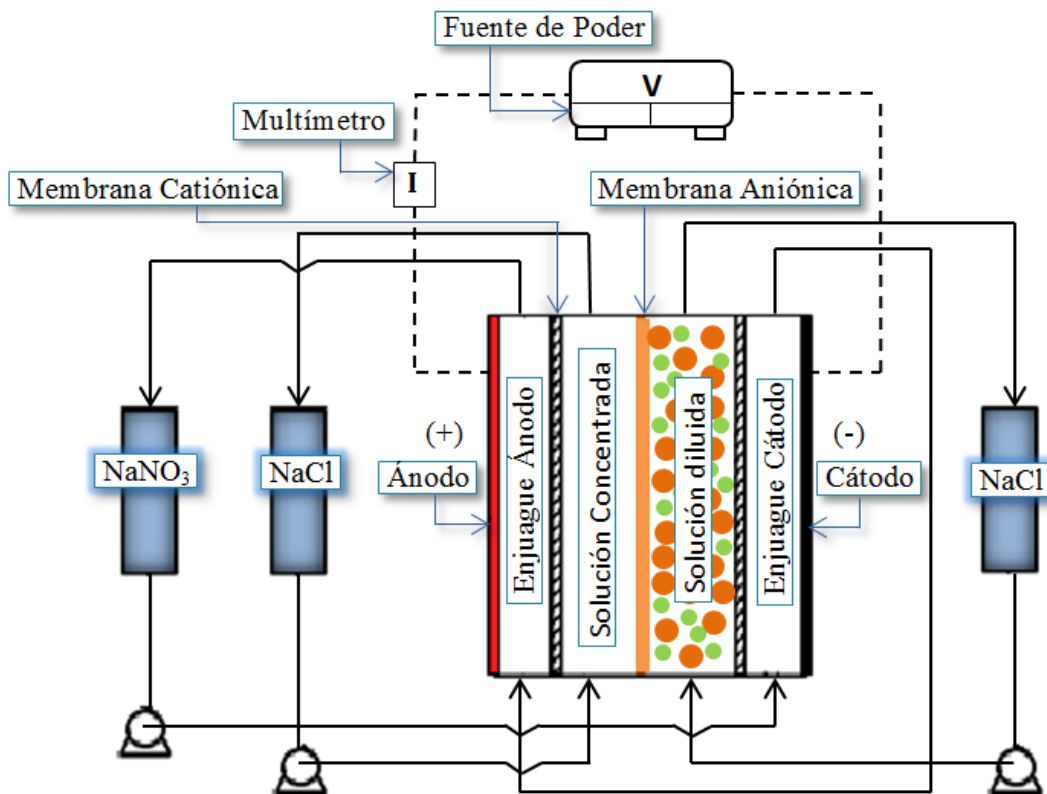 Fuente de Poder
V
Multímetro
I
Membrana Catiónica
Membrana Aniónica
NaNO₃
NaCl
(+)
Ánodo
Enjuague Ánodo
Solución Concentrada
Solución diluida
Enjuague Cátodo
(-)
Cátodo
NaCl